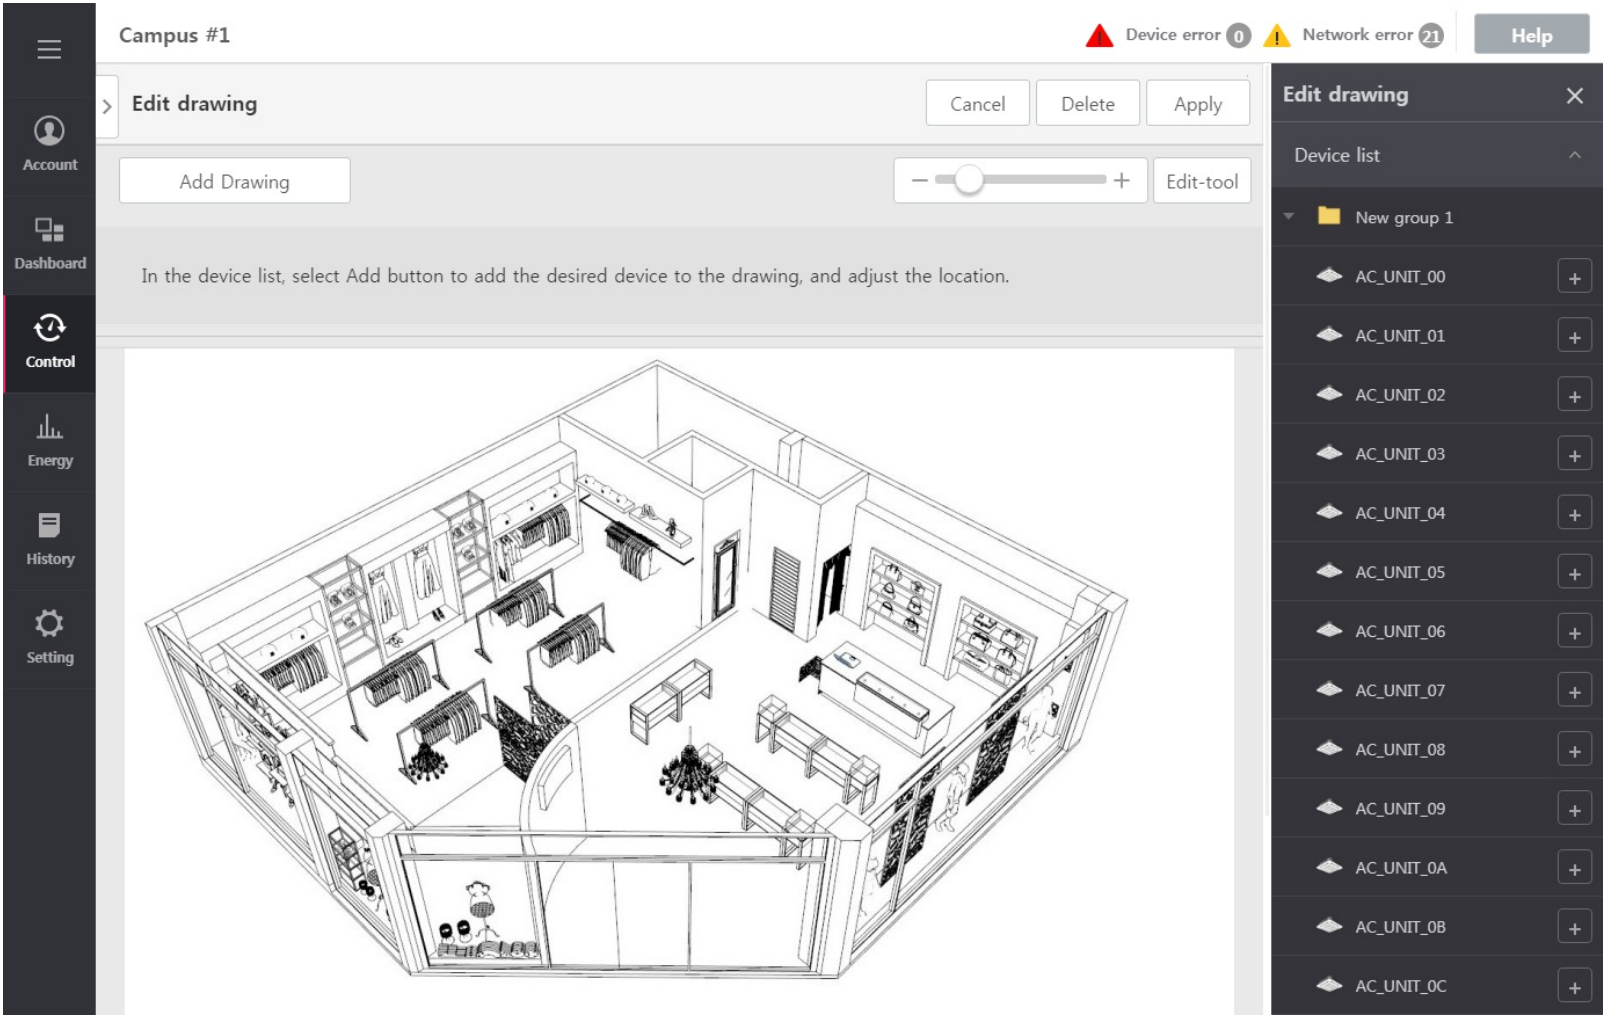 Campus #1
Device error 0
Network error 21
Help
Account
Dashboard
Control
Energy
History
Setting
Edit drawing
Cancel
Delete
Apply
Add Drawing
Edit-tool
In the device list, select Add button to add the desired device to the drawing, and adjust the location.
Edit drawing
Device list
New group 1
AC_UNIT_00
AC_UNIT_01
AC_UNIT_02
AC_UNIT_03
AC_UNIT_04
AC_UNIT_05
AC_UNIT_06
AC_UNIT_07
AC_UNIT_08
AC_UNIT_09
AC_UNIT_0A
AC_UNIT_0B
AC_UNIT_0C